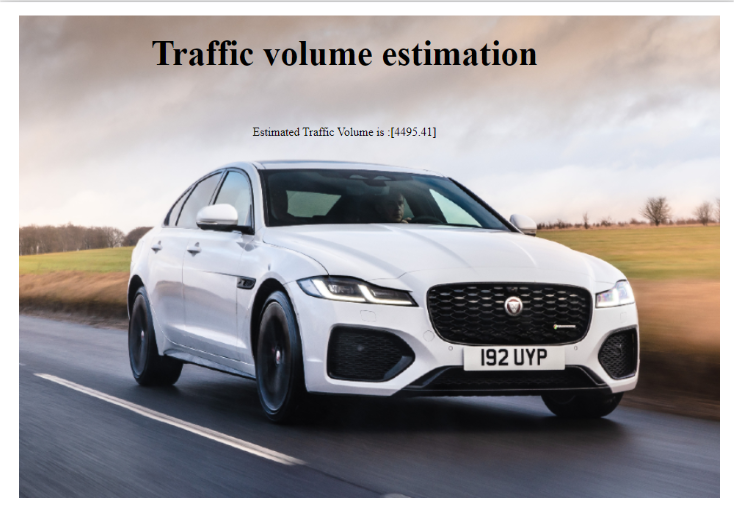 Traffic volume estimation
Estimated Traffic Volume is :[4495.41]
192 UYP